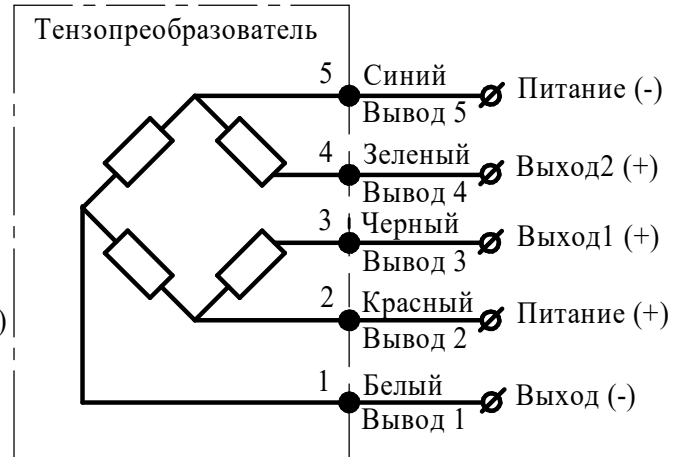 Тензопреобразователь
5 Синий
Вывод 5
Питание (-)
4 Зеленый
Вывод 4
Выход2 (+)
3 Черный
Вывод 3
Выход1 (+)
2 Красный
Вывод 2
Питание (+)
)
1 Белый
Вывод 1
Выход (-)